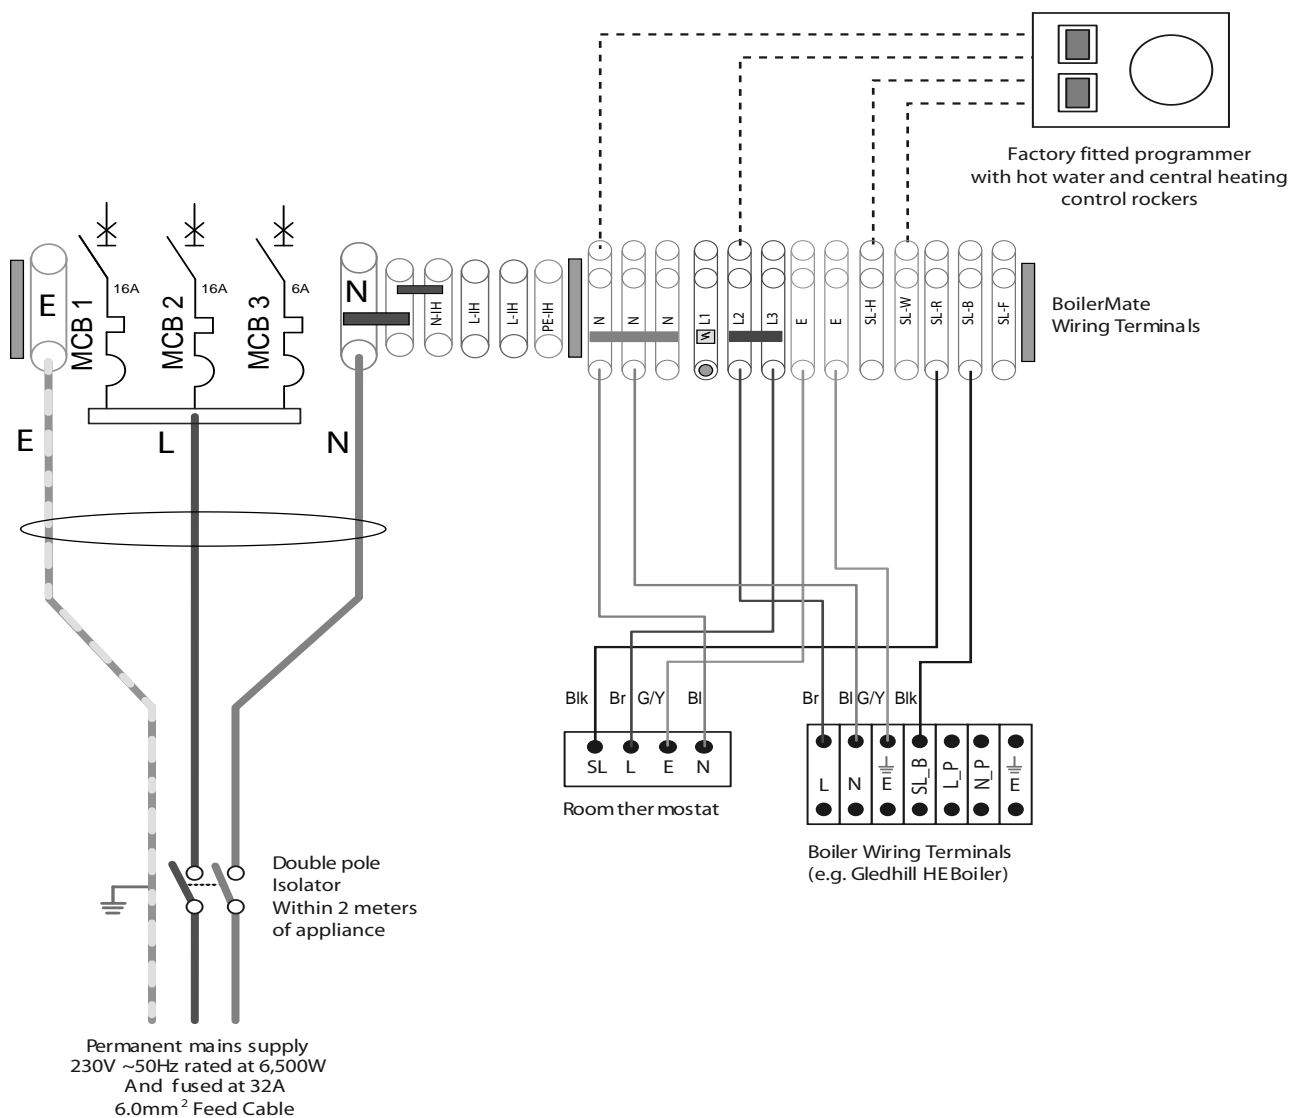 Factory fitted programmer
with hot water and central heating
control rockers
E
MCB 1
16A
MCB 2
16A
MCB 3
6A
N
N-IH
L-IH
L-IH
PE-IH
N
N
N
L1
L2
L3
E
E
SL-H
SL-W
SL-R
SL-B
SL-F
BoilerMate
Wiring Terminals
E
L
N
Blk
Br
G/Y
Bl
SL
L
E
N
Room thermostat
Br
Bl
G/Y
Blk
L
N
E
SL_B
L_P
N_P
E
Boiler Wiring Terminals
(e.g. Gledhill HE Boiler)
Double pole
Isolator
Within 2 meters
of appliance
Permanent mains supply
230V ~50Hz rated at 6,500W
And fused at 32A
6.0mm² Feed Cable